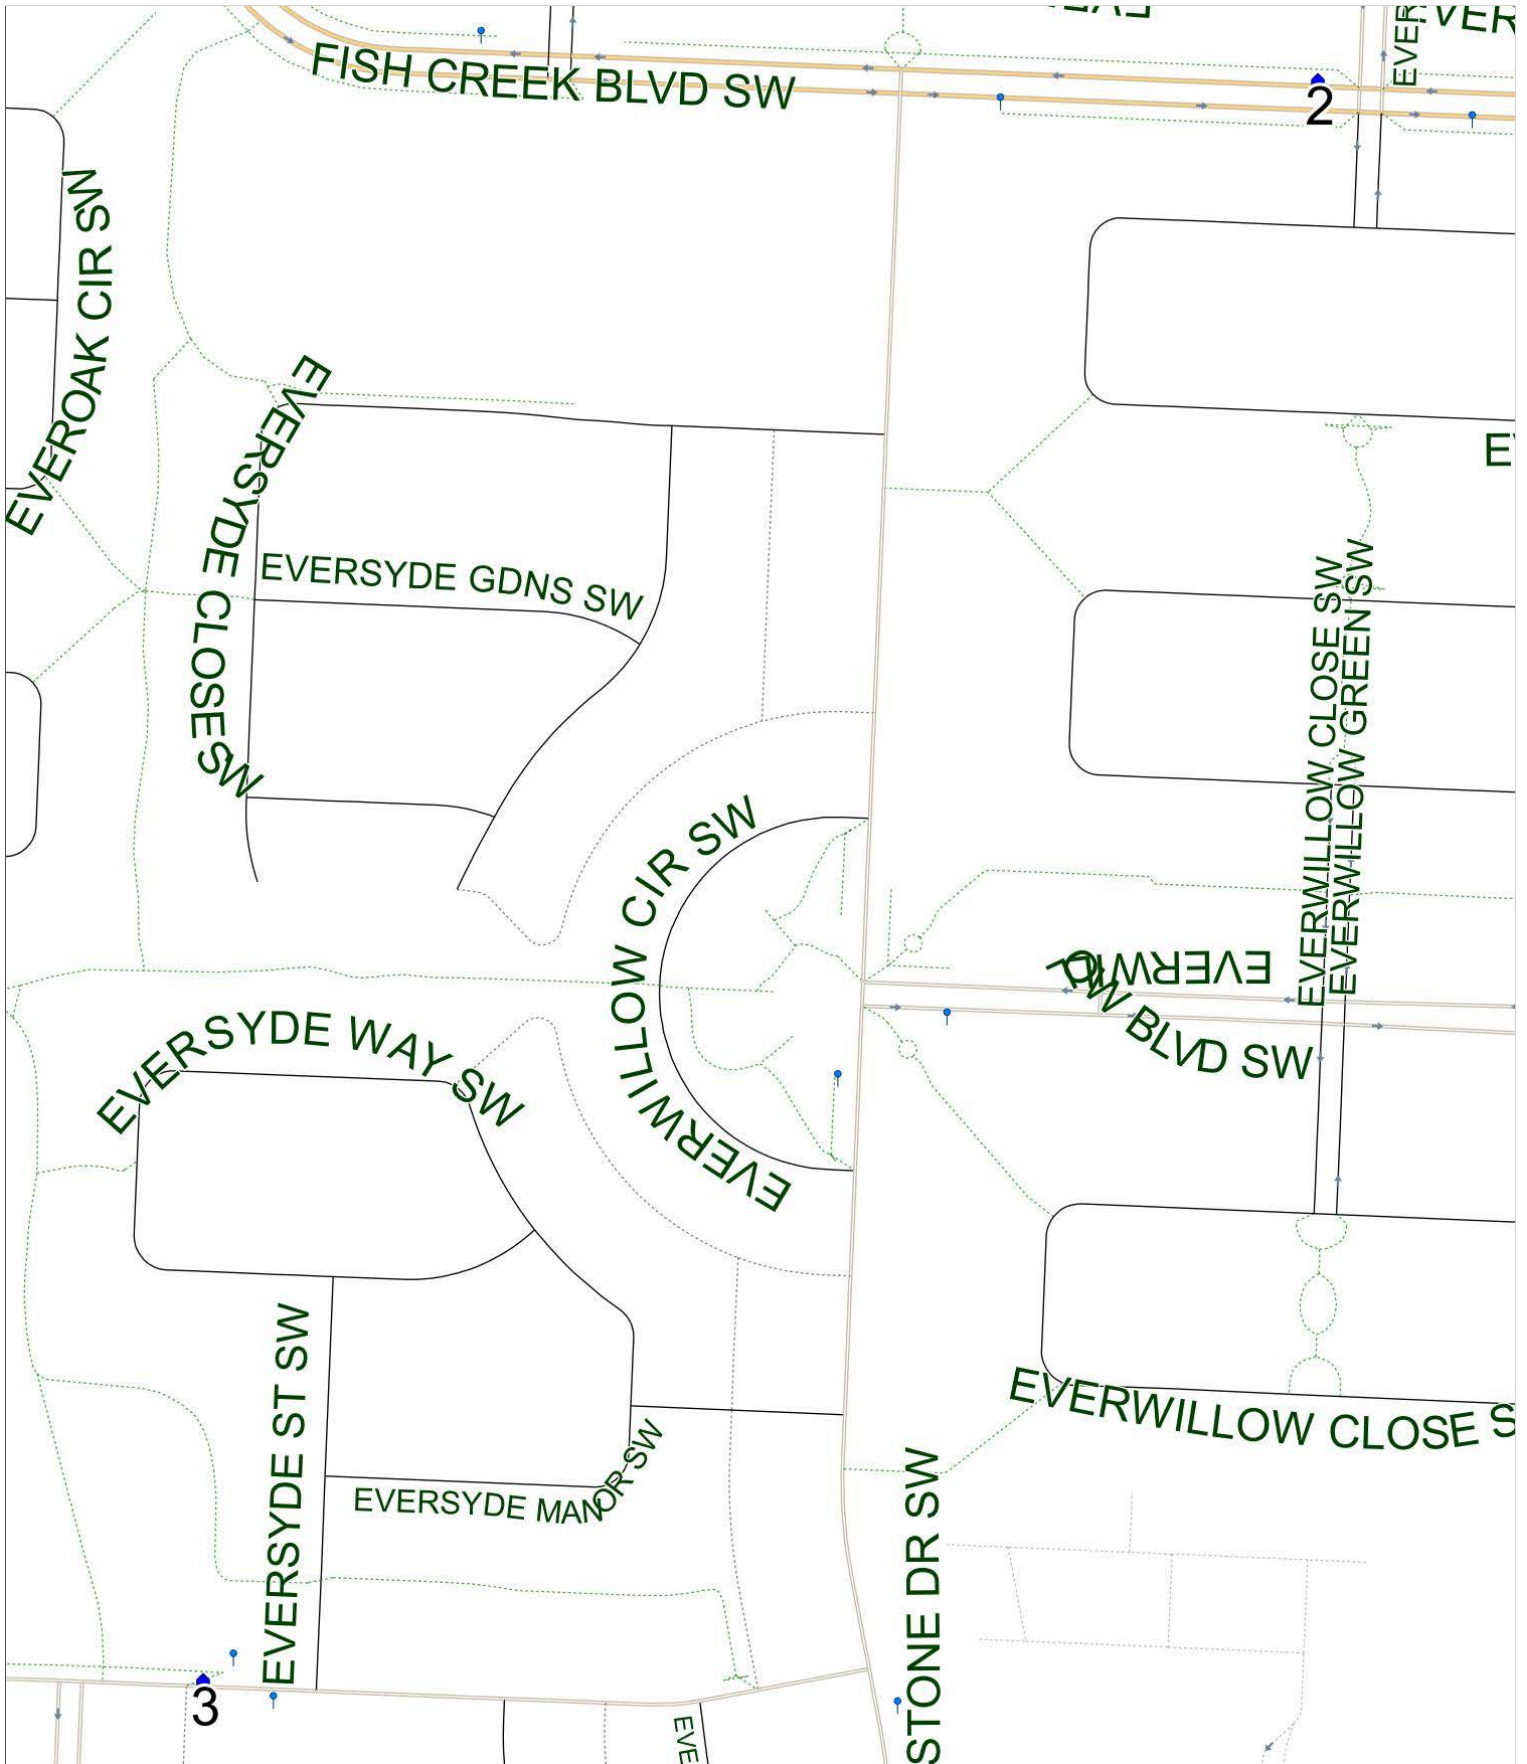 FISH CREEK BLVD SW
2
EVEROAK CIR SW
EVERSYDE CLOSE SW
EVERSYDE GDNS SW
EVERWILLOW CLOSE SW
EVERWILLOW GREEN SW
EVERWILLOW CIR SW
EVERWILLOW BLVD SW
EVERSYDE WAY SW
EVERSYDE ST SW
EVERWILLOW CLOSE S
EVERSYDE MANOR SW
STONE DR SW
3
EVE